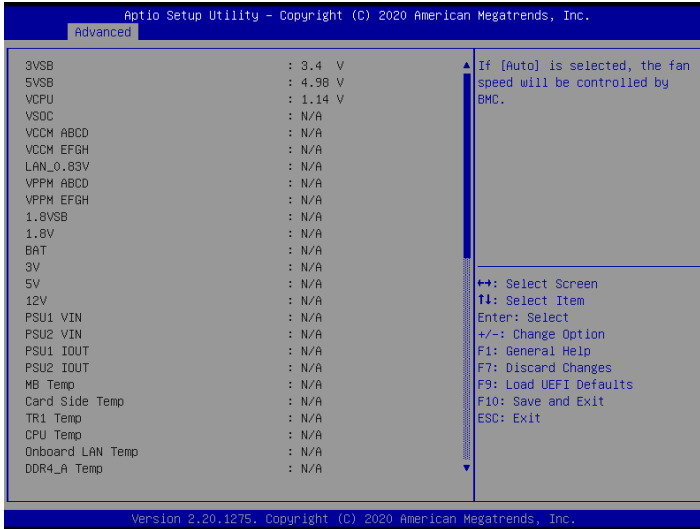 Aptio Setup Utility – Copyright (C) 2020 American Megatrends, Inc.
Advanced
3VSB : 3.4 V
5VSB : 4.98 V
VCPU : 1.14 V
VSOC : N/A
VCCM ABCD : N/A
VCCM EFGH : N/A
LAN_0.83V : N/A
VPPM ABCD : N/A
VPPM EFGH : N/A
1.8VSB : N/A
1.8V : N/A
BAT : N/A
3V : N/A
5V : N/A
12V : N/A
PSU1 VIN : N/A
PSU2 VIN : N/A
PSU1 IOUT : N/A
PSU2 IOUT : N/A
MB Temp : N/A
Card Side Temp : N/A
TR1 Temp : N/A
CPU Temp : N/A
Onboard LAN Temp : N/A
DDR4_A Temp : N/A
If [Auto] is selected, the fan
speed will be controlled by
BMC.
↔: Select Screen
↑↓: Select Item
Enter: Select
+/-: Change Option
F1: General Help
F7: Discard Changes
F9: Load UEFI Defaults
F10: Save and Exit
ESC: Exit
Version 2.20.1275. Copyright (C) 2020 American Megatrends, Inc.